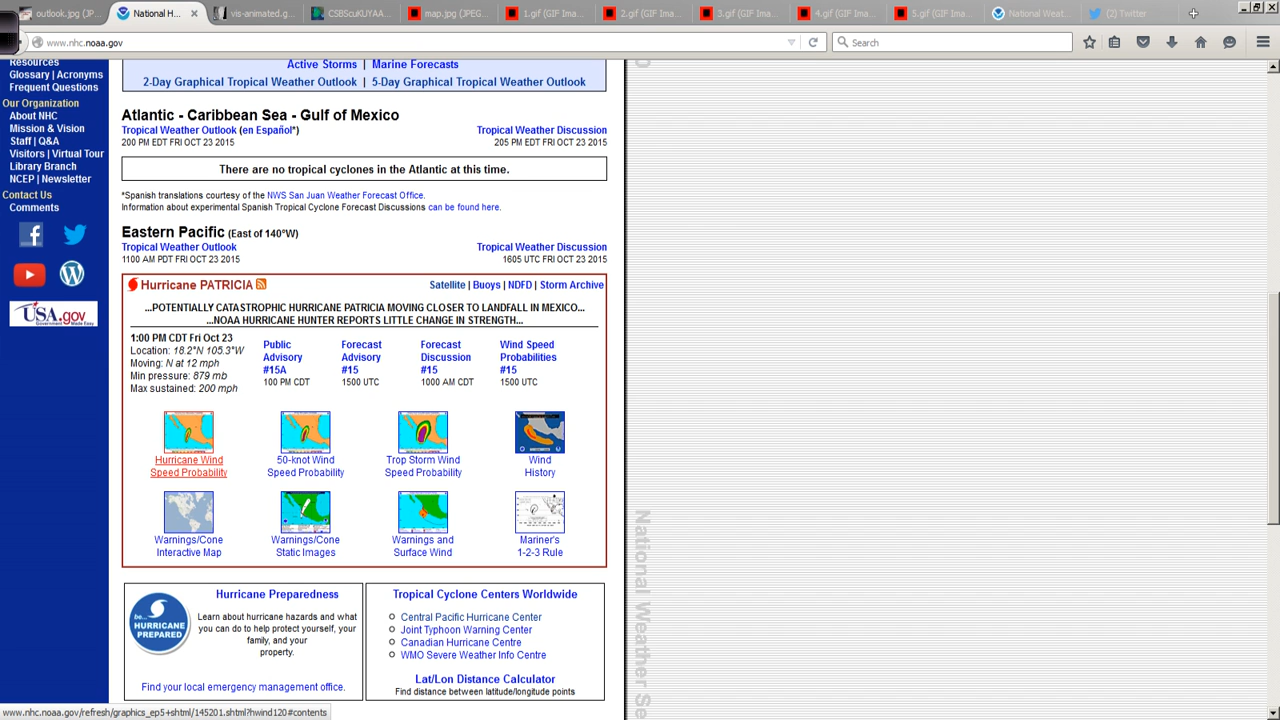 outlook.jpg (JP...
National H...
vis-animated.g...
CSBScuKUYAA...
map.jpg (JPEG...
1.gif (GIF Ima...
2.gif (GIF Ima...
3.gif (GIF Ima...
4.gif (GIF Ima...
5.gif (GIF Ima...
National Weat...
(2) Twitter
www.nhc.noaa.gov
Search
Resources
Glossary | Acronyms
Frequent Questions
Our Organization
About NHC
Mission & Vision
Staff | Q&A
Visitors | Virtual Tour
Library Branch
NCEP | Newsletter
Contact Us
Comments
USA.gov
Government Made Easy
Active Storms | Marine Forecasts
2-Day Graphical Tropical Weather Outlook | 5-Day Graphical Tropical Weather Outlook
Atlantic - Caribbean Sea - Gulf of Mexico
Tropical Weather Outlook (en Español*) Tropical Weather Discussion
200 PM EDT FRI OCT 23 2015 205 PM EDT FRI OCT 23 2015
There are no tropical cyclones in the Atlantic at this time.
*Spanish translations courtesy of the NWS San Juan Weather Forecast Office.
Information about experimental Spanish Tropical Cyclone Forecast Discussions can be found here.
Eastern Pacific (East of 140°W)
Tropical Weather Outlook Tropical Weather Discussion
1100 AM PDT FRI OCT 23 2015 1605 UTC FRI OCT 23 2015
Hurricane PATRICIA Satellite | Buoys | NDFD | Storm Archive
...POTENTIALLY CATASTROPHIC HURRICANE PATRICIA MOVING CLOSER TO LANDFALL IN MEXICO...
...NOAA HURRICANE HUNTER REPORTS LITTLE CHANGE IN STRENGTH...
1:00 PM CDT Fri Oct 23
Location: 18.2°N 105.3°W
Moving: N at 12 mph
Min pressure: 879 mb
Max sustained: 200 mph
Public
Advisory
#15A
100 PM CDT
Forecast
Advisory
#15
1500 UTC
Forecast
Discussion
#15
1000 AM CDT
Wind Speed
Probabilities
#15
1500 UTC
Hurricane Wind
Speed Probability
50-knot Wind
Speed Probability
Trop Storm Wind
Speed Probability
Wind
History
Warnings/Cone
Interactive Map
Warnings/Cone
Static Images
Warnings and
Surface Wind
Mariner's
1-2-3 Rule
be...
HURRICANE
PREPARED
Hurricane Preparedness
Learn about hurricane hazards and what
you can do to help protect yourself, your
family, and your
property.
Find your local emergency management office.
Tropical Cyclone Centers Worldwide
Central Pacific Hurricane Center
Joint Typhoon Warning Center
Canadian Hurricane Centre
WMO Severe Weather Info Centre
Lat/Lon Distance Calculator
Find distance between latitude/longitude points
National Weather Se
www.nhc.noaa.gov/refresh/graphics_ep5+shtml/145201.shtml?hwind120#contents